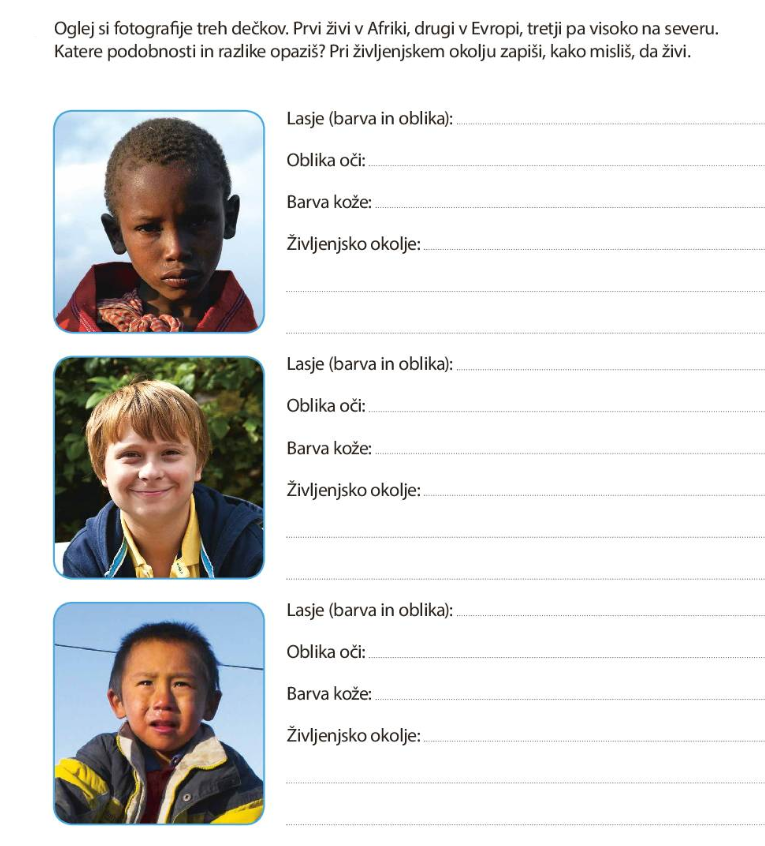 Oglej si fotografije treh dečkov. Prvi živi v Afriki, drugi v Evropi, tretji pa visoko na severu.
Katere podobnosti in razlike opaziš? Pri življenjskem okolju zapiši, kako misliš, da živi.
Lasje (barva in oblika):
Oblika oči:
Barva kože:
Življenjsko okolje:
Lasje (barva in oblika):
Oblika oči:
Barva kože:
Življenjsko okolje:
Lasje (barva in oblika):
Oblika oči:
Barva kože:
Življenjsko okolje: